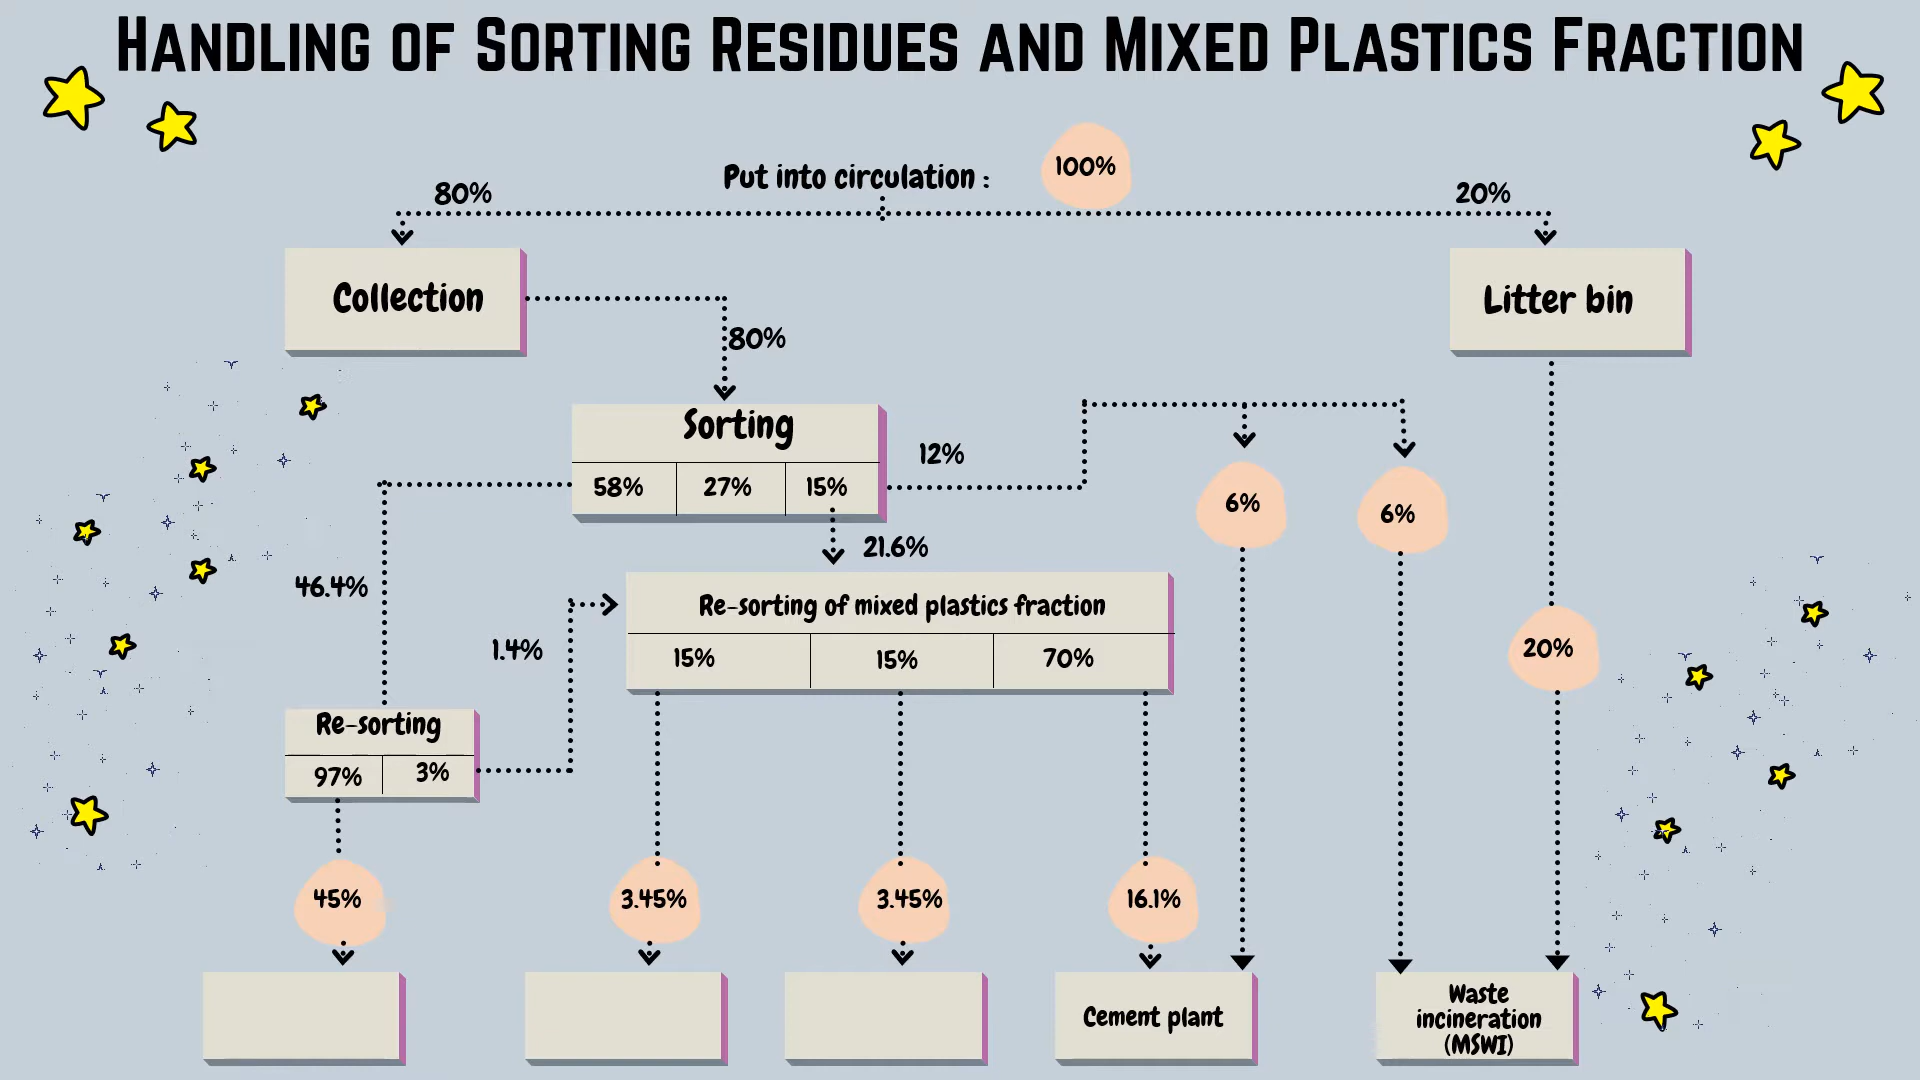 Handling of Sorting Residues and Mixed Plastics Fraction
Put into circulation :
100%
80%
20%
Collection
Litter bin
80%
Sorting
58%
27%
15%
12%
6%
6%
21.6%
46.4%
Re-sorting of mixed plastics fraction
15%
15%
70%
1.4%
20%
Re-sorting
97%
3%
45%
3.45%
3.45%
16.1%
Cement plant
Waste
incineration
(MSWI)